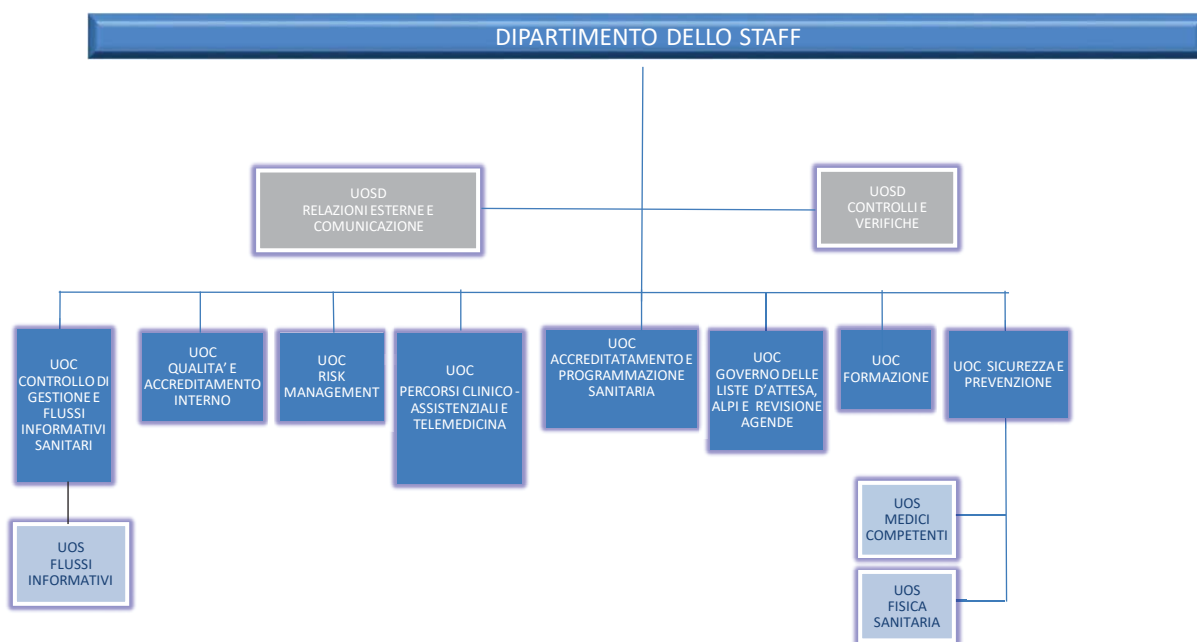 DIPARTIMENTO DELLO STAFF
UOSD
RELAZIONI ESTERNE E
COMUNICAZIONE
UOSD
CONTROLLI E
VERIFICHE
UOC
CONTROLLO DI
GESTIONE E
FLUSSI
INFORMATIVI
SANITARI
UOC
QUALITA’ E
ACCREDITAMENTO
INTERNO
UOC
RISK
MANAGEMENT
UOC
PERCORSI CLINICO -
ASSISTENZIALI E
TELEMEDICINA
UOC
ACCREDITATAMENTO E
PROGRAMMAZIONE
SANITARIA
UOC
GOVERNO DELLE
LISTE D’ATTESA,
ALPI E REVISIONE
AGENDE
UOC
FORMAZIONE
UOC SICUREZZA E
PREVENZIONE
UOS
FLUSSI
INFORMATIVI
UOS
MEDICI
COMPETENTI
UOS
FISICA
SANITARIA